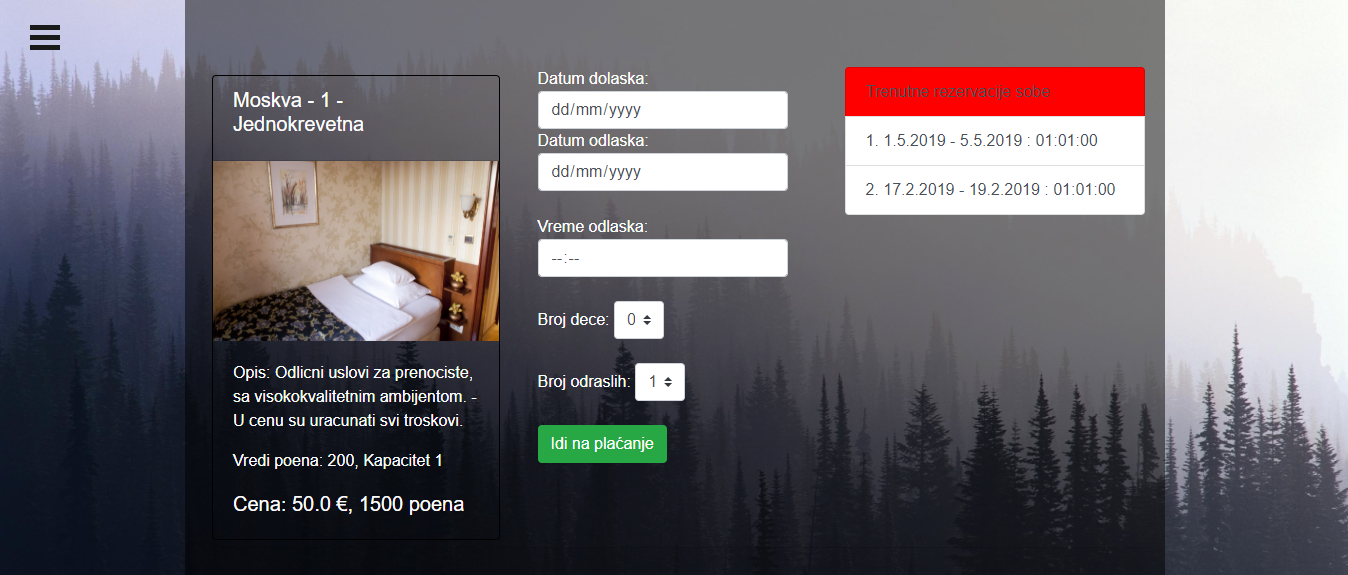 Moskva - 1 -
Jednokrevetna
Opis: Odlicni uslovi za prenociste,
sa visokokvalitetnim ambijentom. -
U cenu su uracunati svi troskovi.
Vredi poena: 200, Kapacitet 1
Cena: 50.0 €, 1500 poena
Datum dolaska:
dd/mm/yyyy
Datum odlaska:
dd/mm/yyyy
Vreme odlaska:
--:--
Broj dece: 0
Broj odraslih: 1
Idi na plaćanje
Trenutne rezervacije sobe
1. 1.5.2019 - 5.5.2019 : 01:01:00
2. 17.2.2019 - 19.2.2019 : 01:01:00